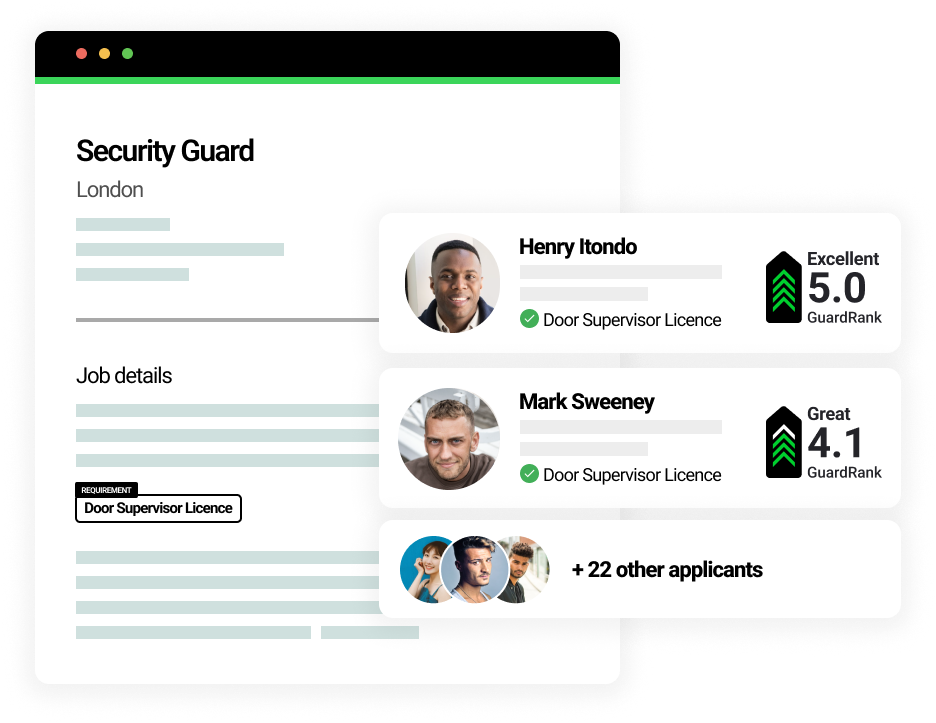 Security Guard
London
Job details
REQUIREMENT
Door Supervisor Licence
Henry Itondo
Door Supervisor Licence
Excellent
5.0
GuardRank
Mark Sweeney
Door Supervisor Licence
Great
4.1
GuardRank
+ 22 other applicants